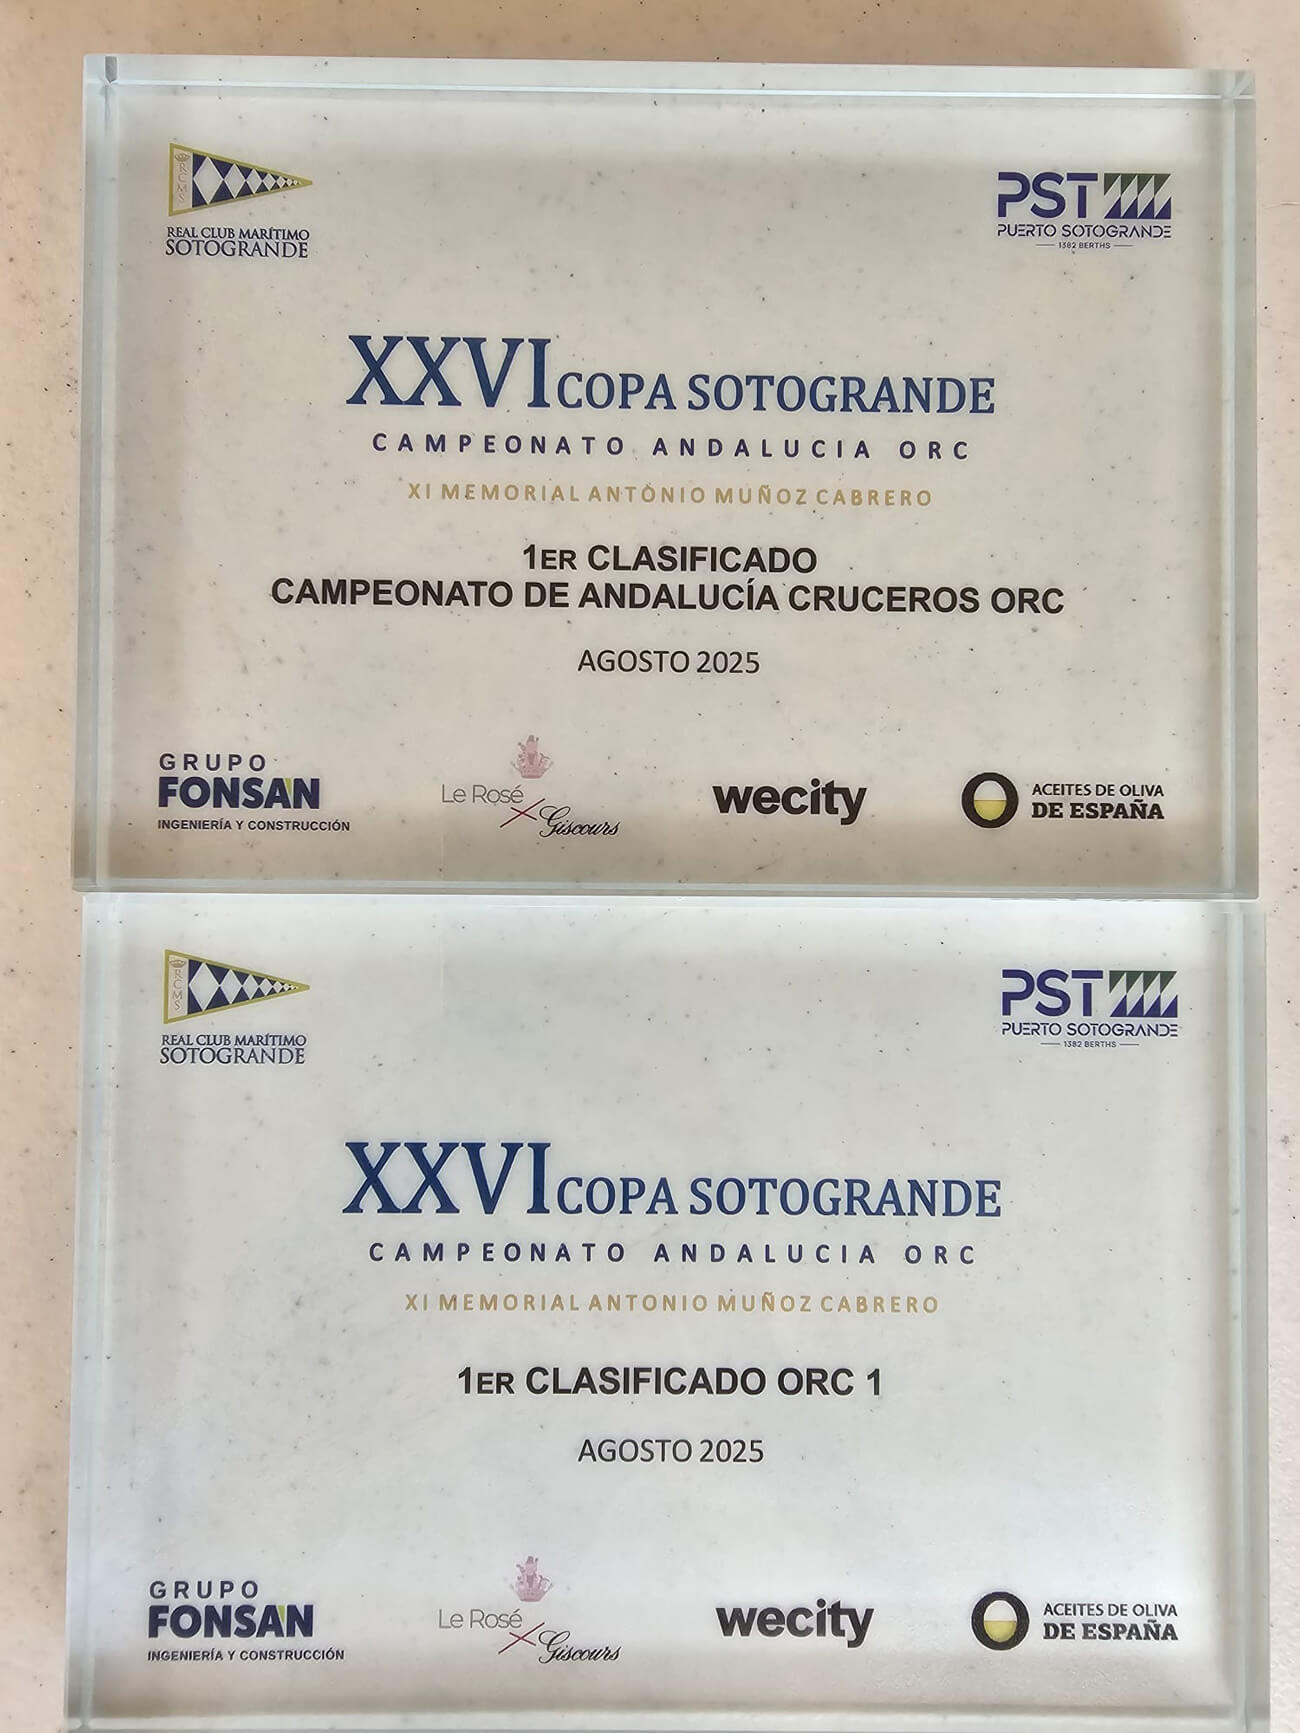 RCMS
REAL CLUB MARÍTIMO
SOTOGRANDE
PST
PUERTO SOTOGRANDE
1382 BERTHS
XXVI COPA SOTOGRANDE
CAMPEONATO ANDALUCIA ORC
XI MEMORIAL ANTONIO MUÑOZ CABRERO
1ER CLASIFICADO
CAMPEONATO DE ANDALUCÍA CRUCEROS ORC
AGOSTO 2025
GRUPO
FONSAN
INGENIERÍA Y CONSTRUCCIÓN
Le Rosé
Giscours
wecity
ACEITES DE OLIVA
DE ESPAÑA
RCMS
REAL CLUB MARÍTIMO
SOTOGRANDE
PST
PUERTO SOTOGRANDE
1382 BERTHS
XXVI COPA SOTOGRANDE
CAMPEONATO ANDALUCIA ORC
XI MEMORIAL ANTONIO MUÑOZ CABRERO
1ER CLASIFICADO ORC 1
AGOSTO 2025
GRUPO
FONSAN
INGENIERÍA Y CONSTRUCCIÓN
Le Rosé
Giscours
wecity
ACEITES DE OLIVA
DE ESPAÑA